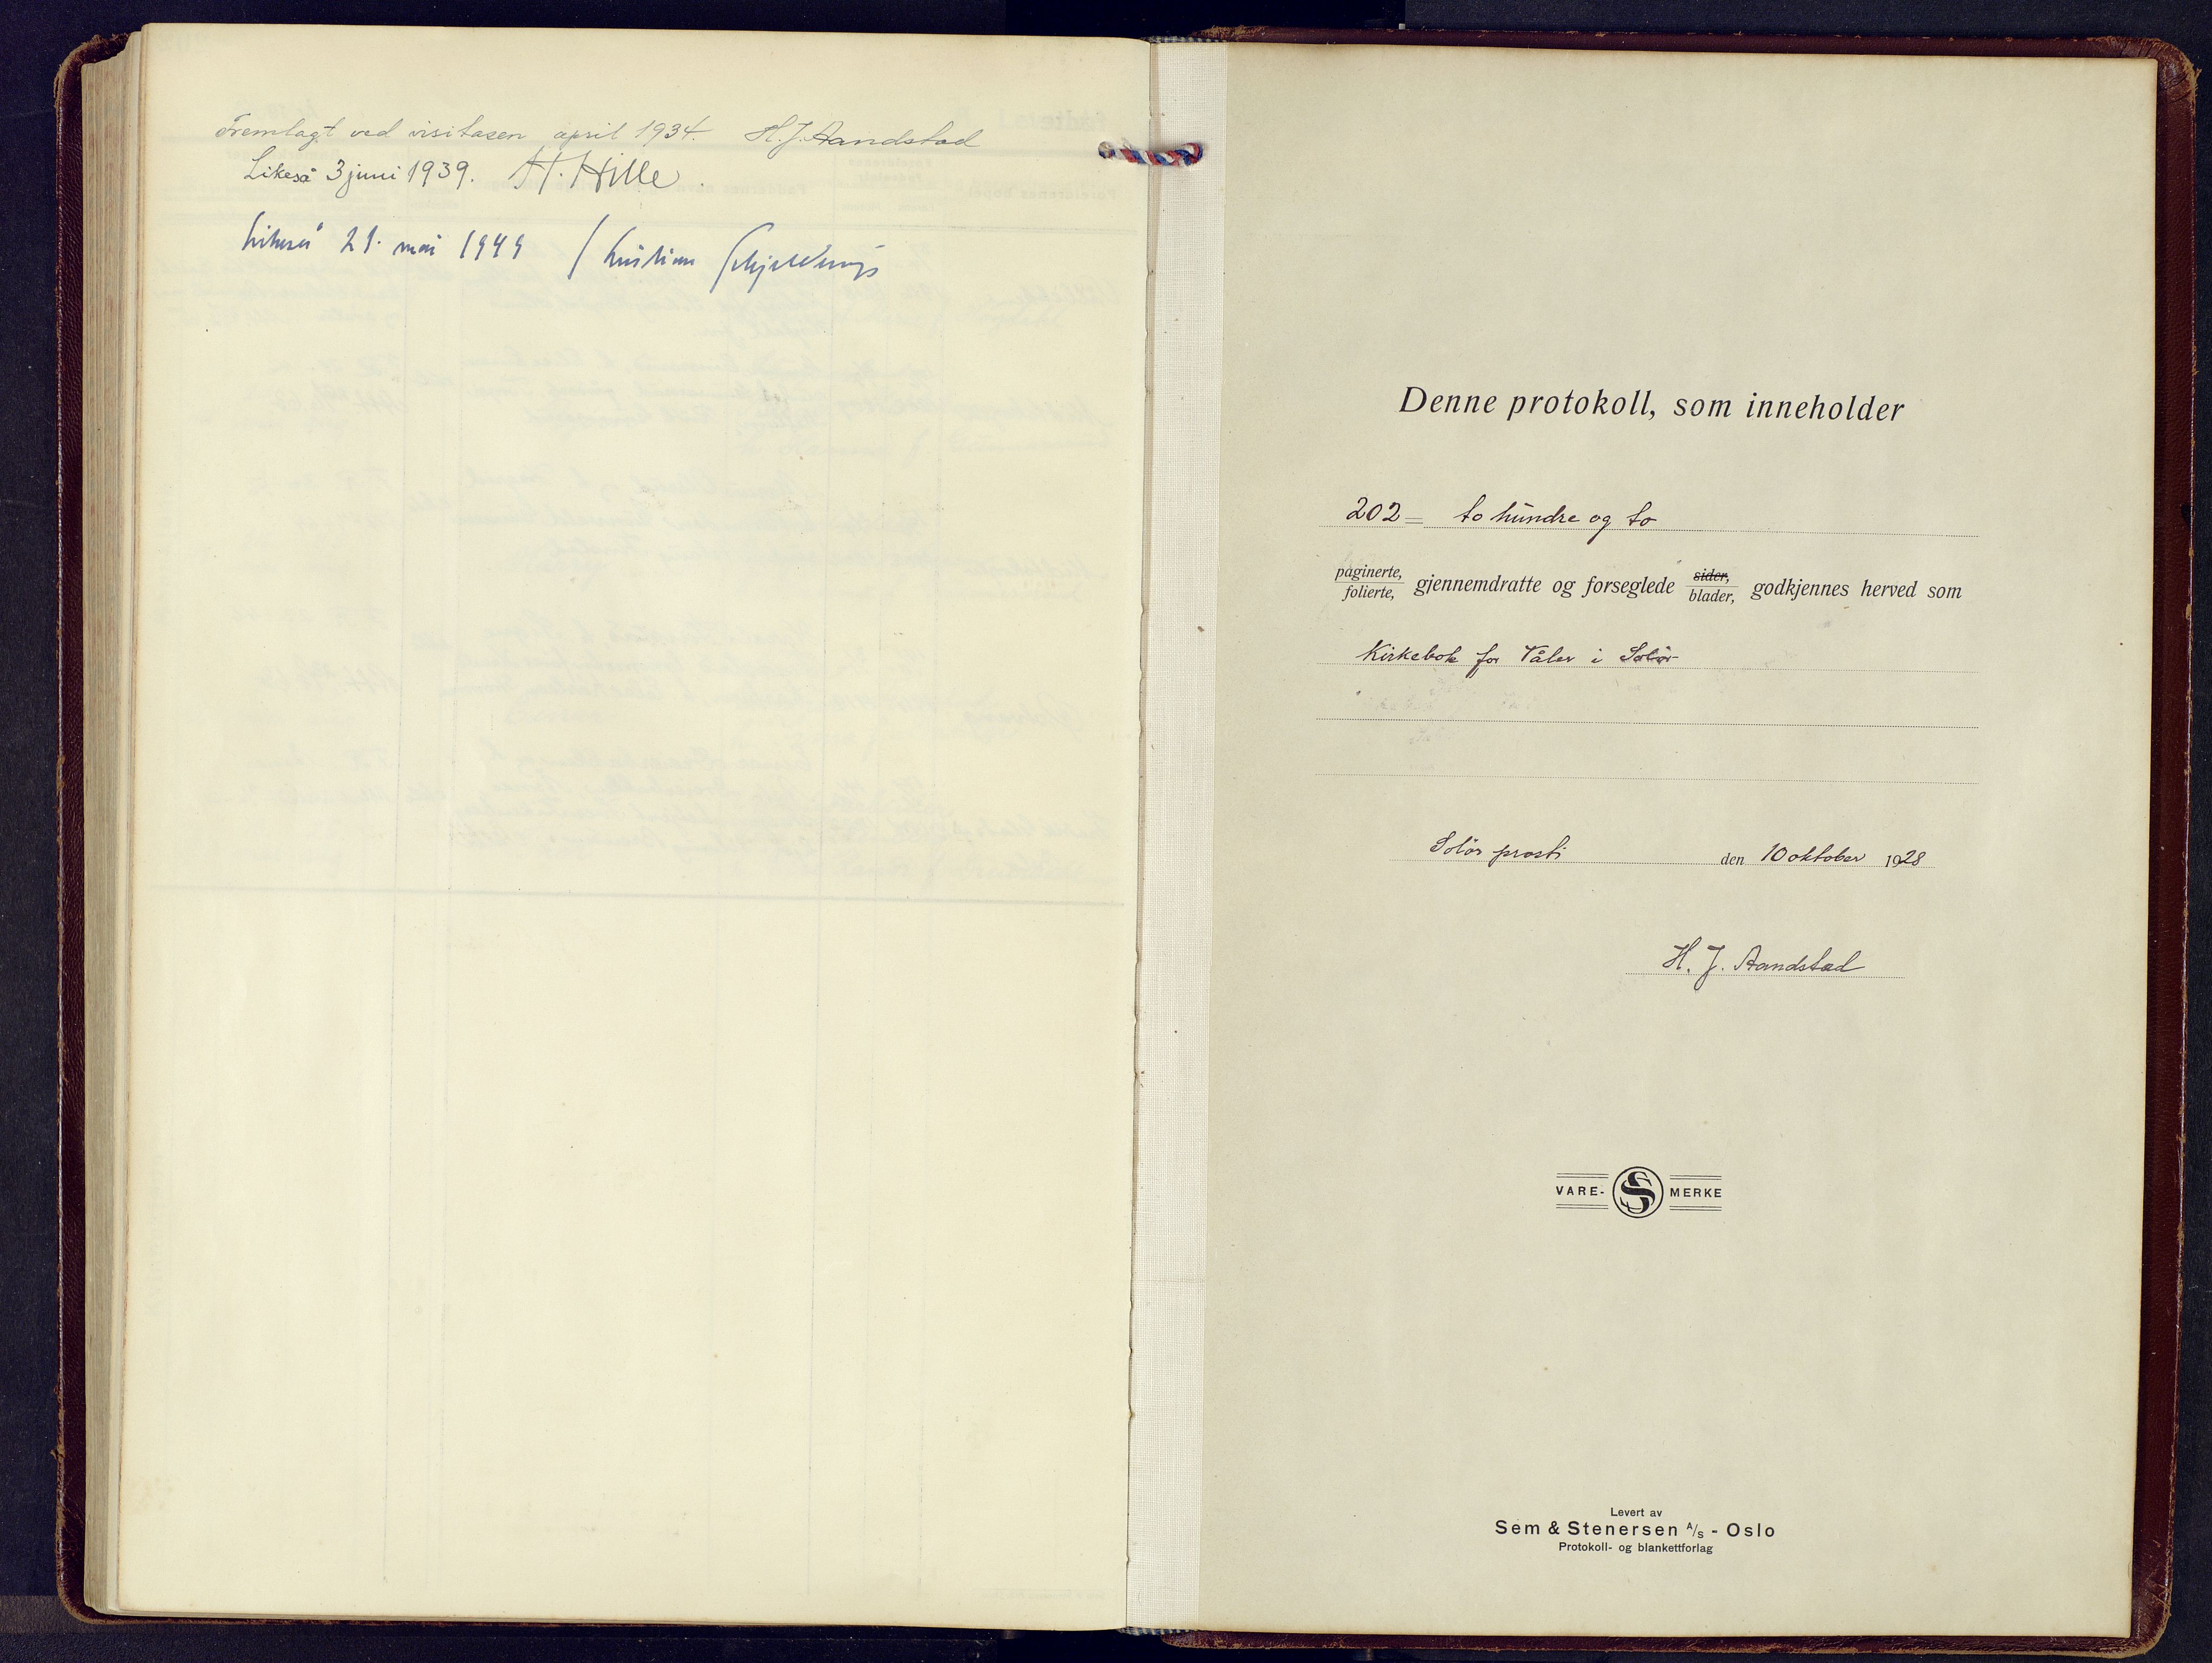 Fremlagt ved visitasen april 1934. H. J. Aandstad
Likeså 3 juni 1939. H. Hille.
Likeså 21. mai 1949 / Kristian Schjelderup
Denne protokoll, som inneholder
202 = to hundre og to
paginerte, folierte, gjennemdratte og forseglede sider, blader, godkjennes herved som
Kirkebok for Våler i Solør
Solør prosti den 10 oktober 1928
H. J. Aandstad
VARE- S MERKE
Levert av
Sem & Stenersen A/S - Oslo
Protokoll- og blankettforlag